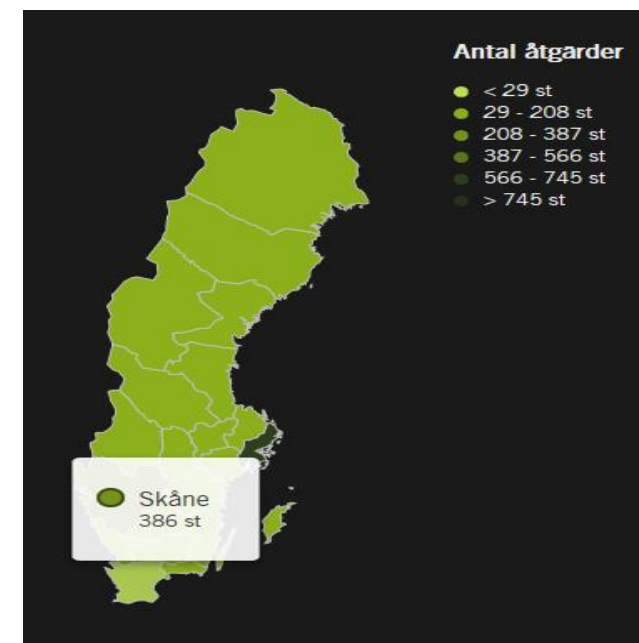 Antal åtgärder
< 29 st
29 - 208 st
208 - 387 st
387 - 566 st
566 - 745 st
> 745 st
Skåne
386 st